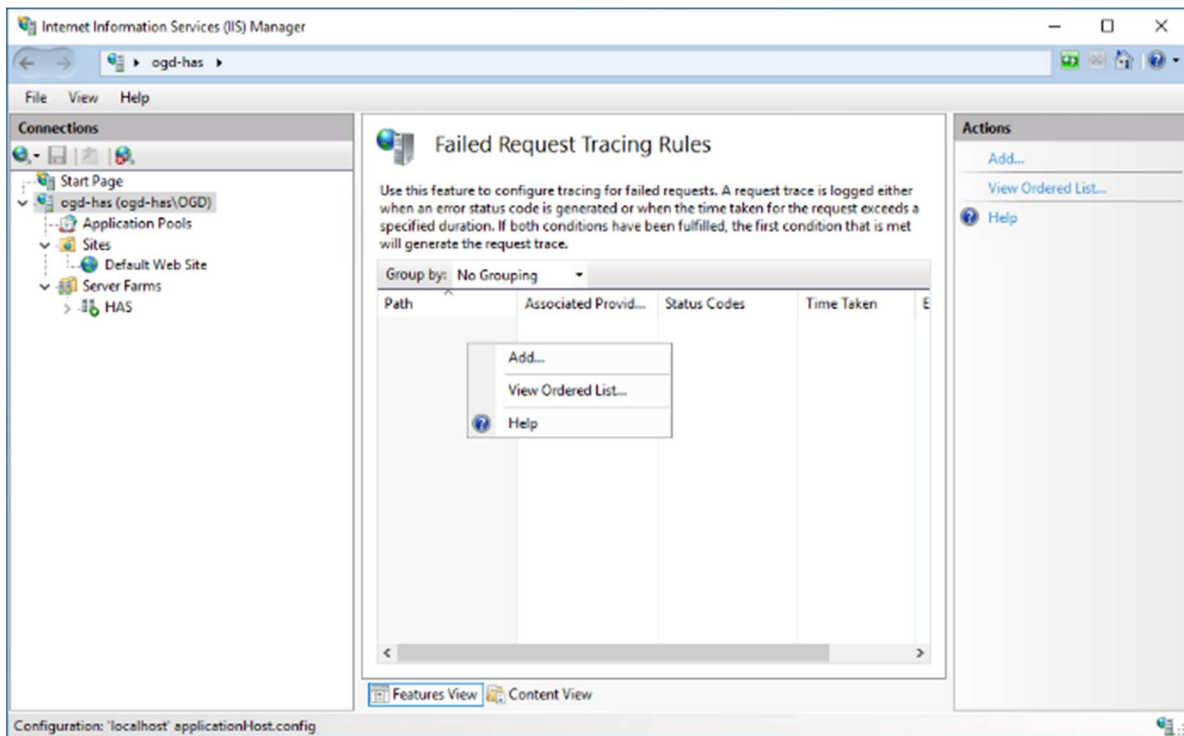 Internet Information Services (IIS) Manager
ogd-has
File View Help
Connections
Start Page
ogd-has (ogd-has\OGD)
Application Pools
Sites
Default Web Site
Server Farms
HAS
Failed Request Tracing Rules
Use this feature to configure tracing for failed requests. A request trace is logged either
when an error status code is generated or when the time taken for the request exceeds a
specified duration. If both conditions have been fulfilled, the first condition that is met
will generate the request trace.
Group by: No Grouping
Path Associated Provid... Status Codes Time Taken E
Add...
View Ordered List...
Help
Features View Content View
Actions
Add...
View Ordered List...
Help
Configuration: 'localhost' applicationHost.config